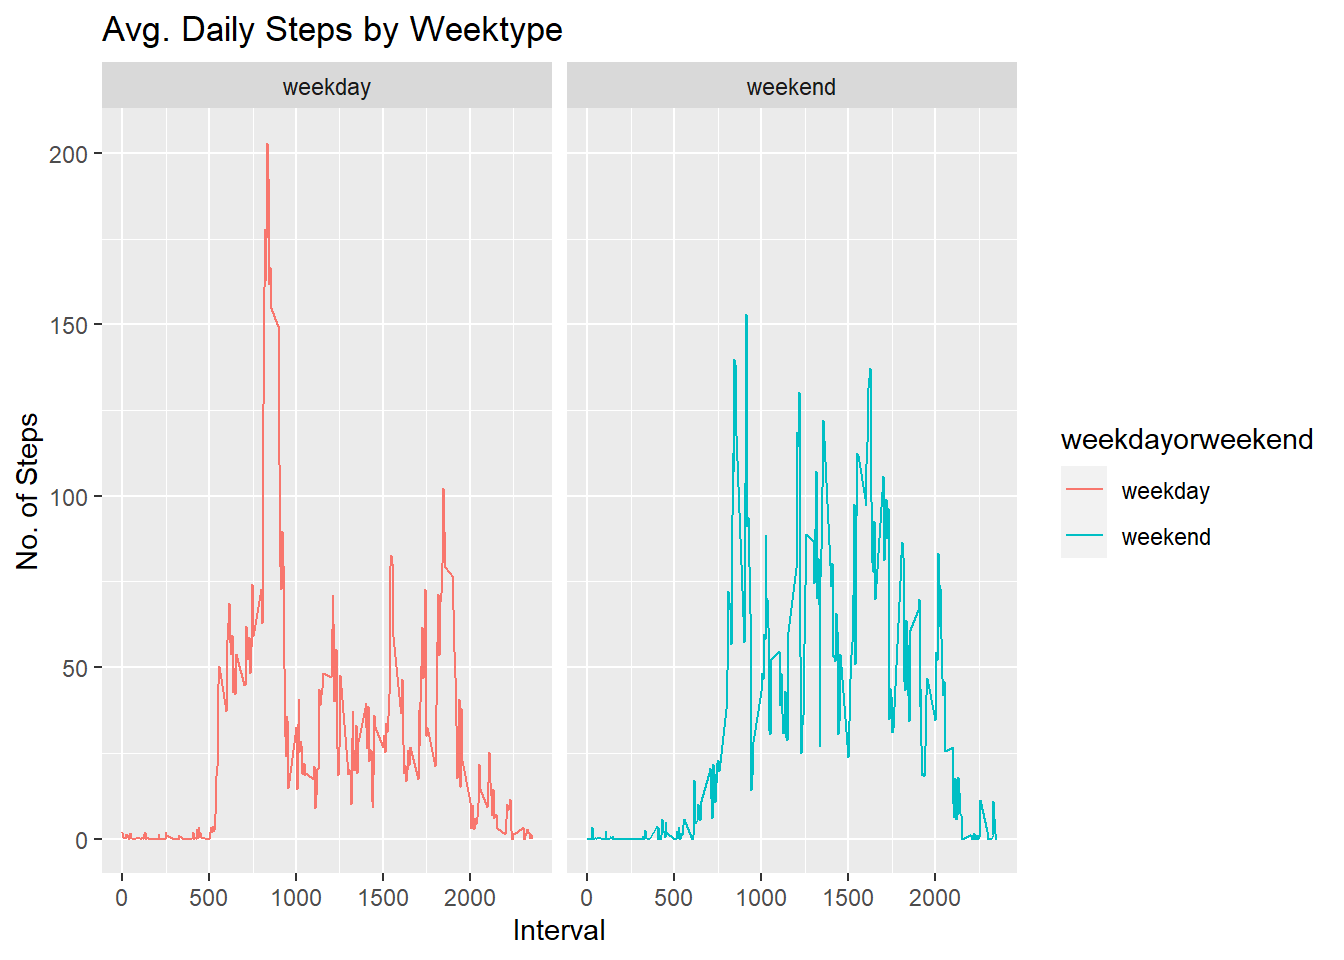 Avg. Daily Steps by Weektype
weekday
weekend
200
150
100
50
0
No. of Steps
0 500 1000 1500 2000
0 500 1000 1500 2000
Interval
weekdayorweekend
weekday
weekend